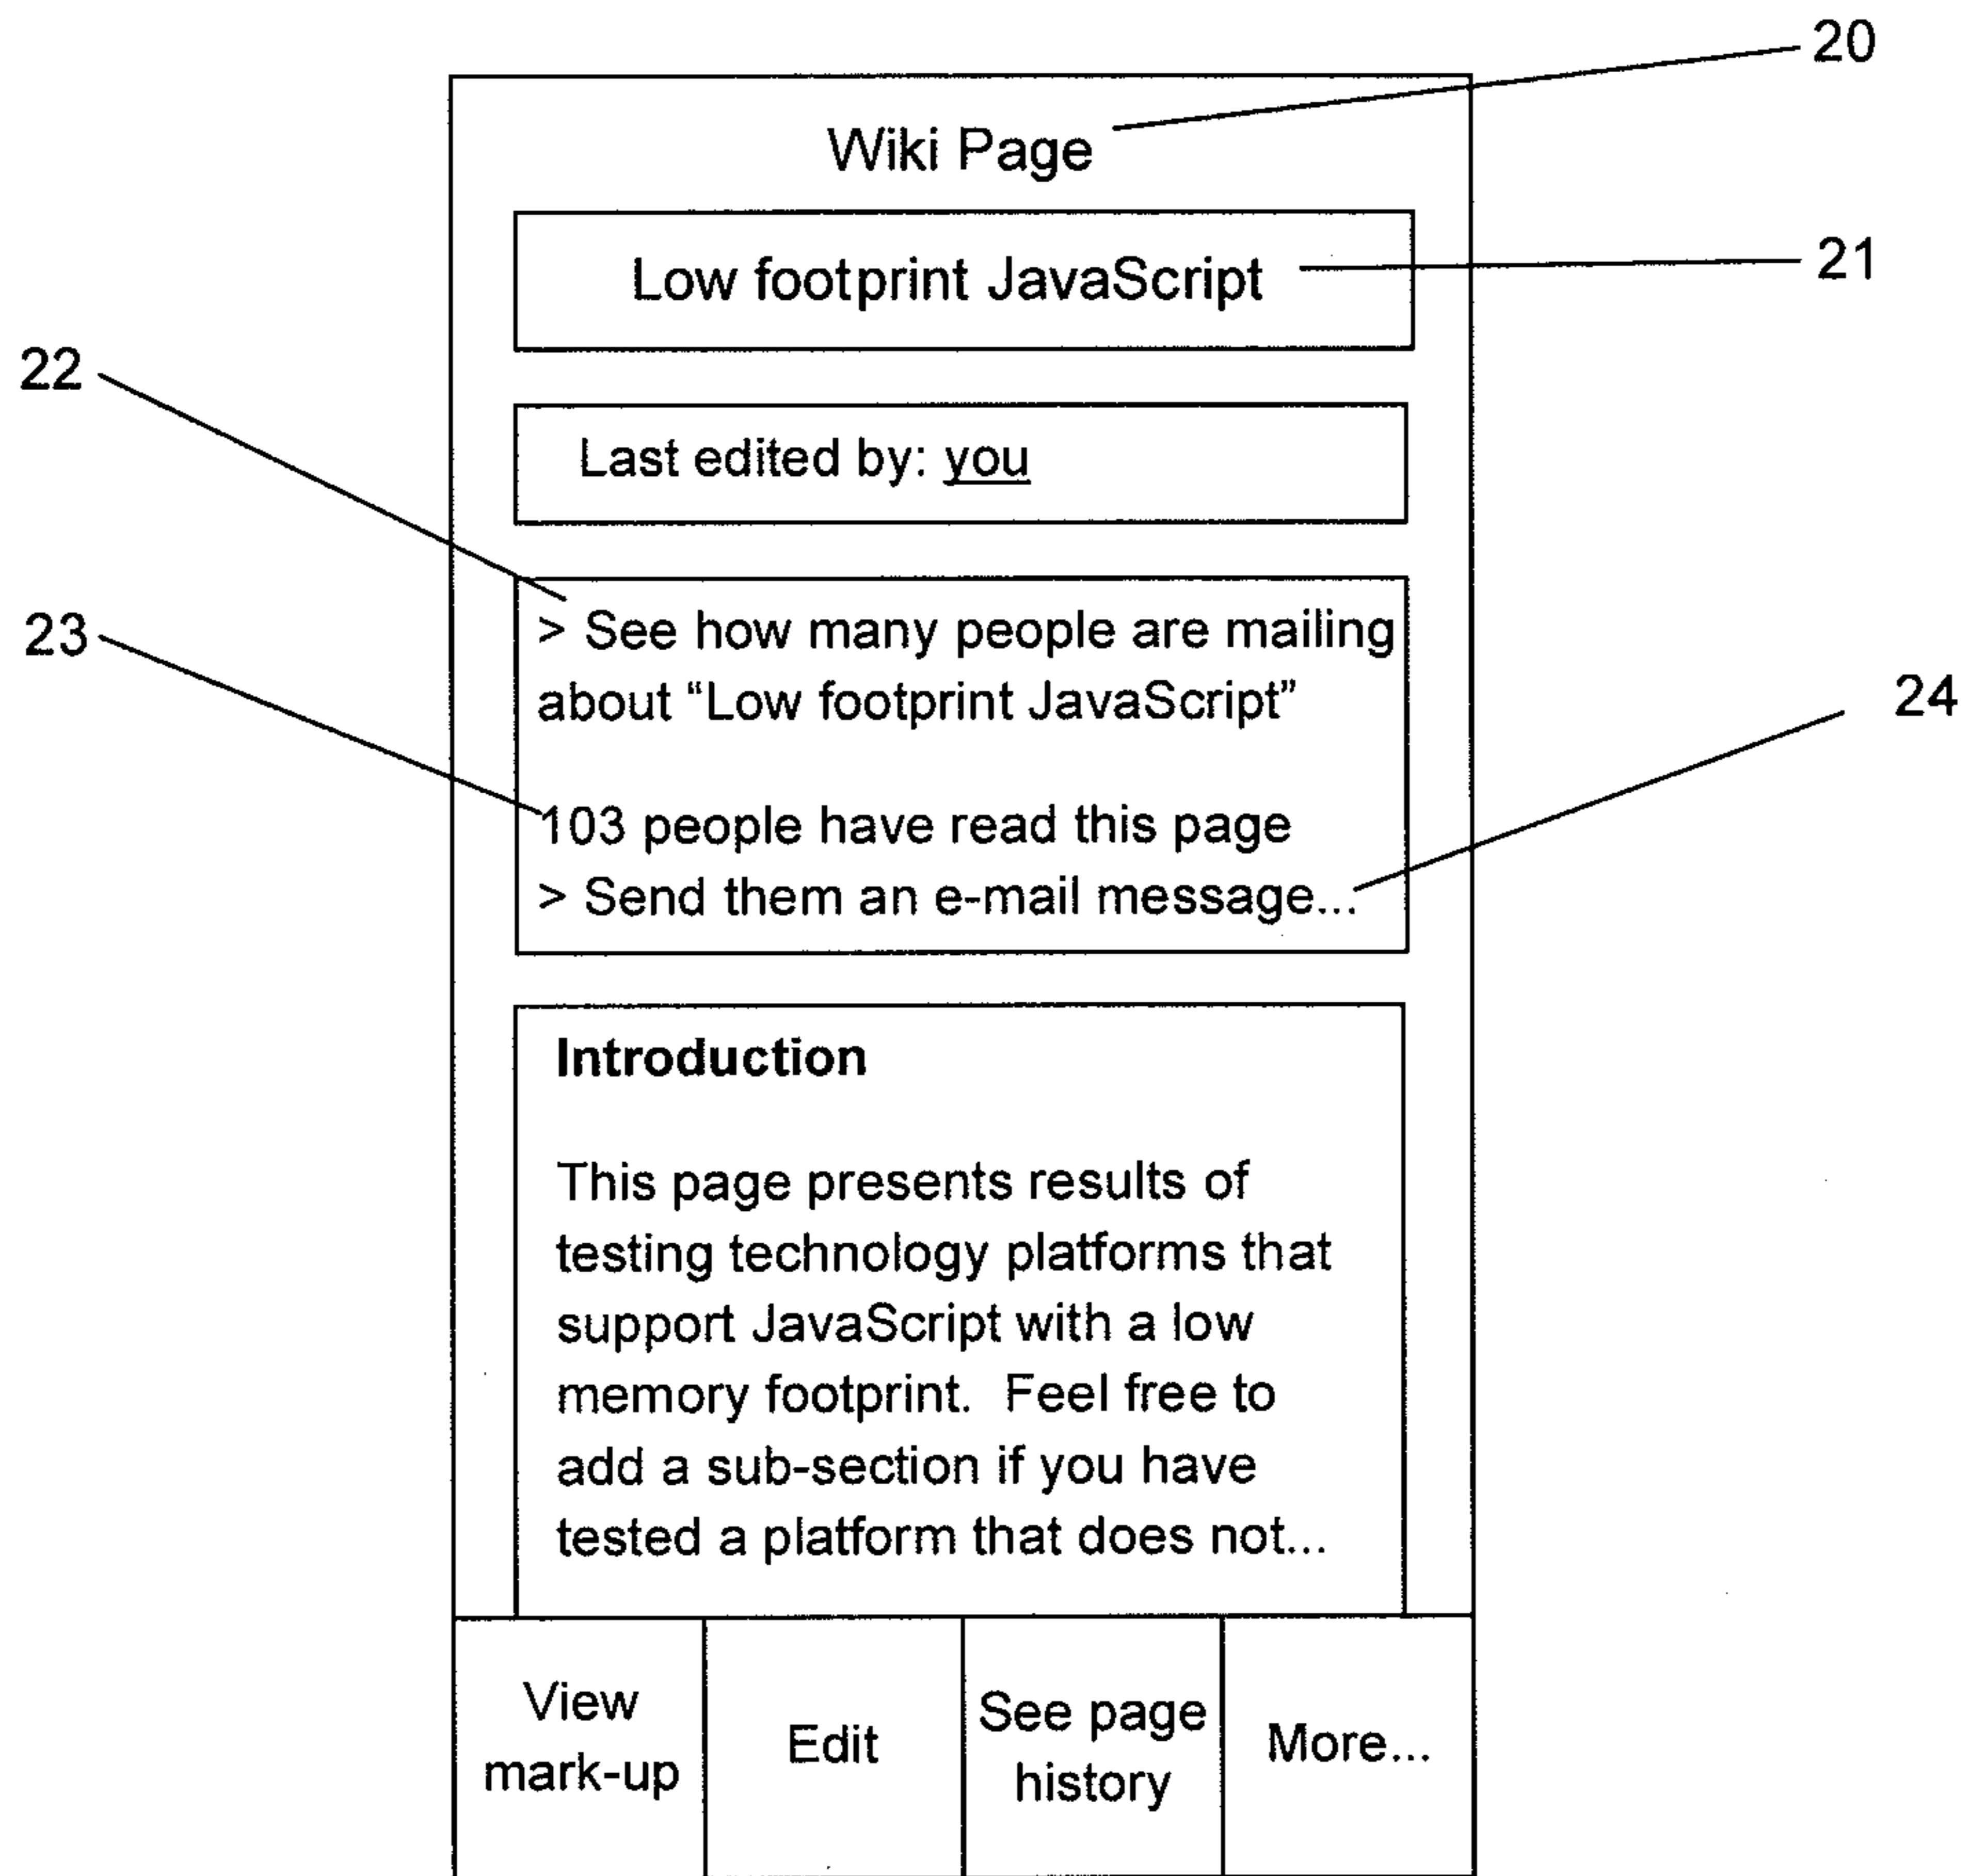 20
Wiki Page
Low footprint JavaScript
21
22
Last edited by: you
> See how many people are mailing
about “Low footprint JavaScript”
23
24
103 people have read this page
> Send them an e-mail message...
Introduction
This page presents results of
testing technology platforms that
support JavaScript with a low
memory footprint.  Feel free to
add a sub-section if you have
tested a platform that does not...
View
mark-up
Edit
See page
history
More...